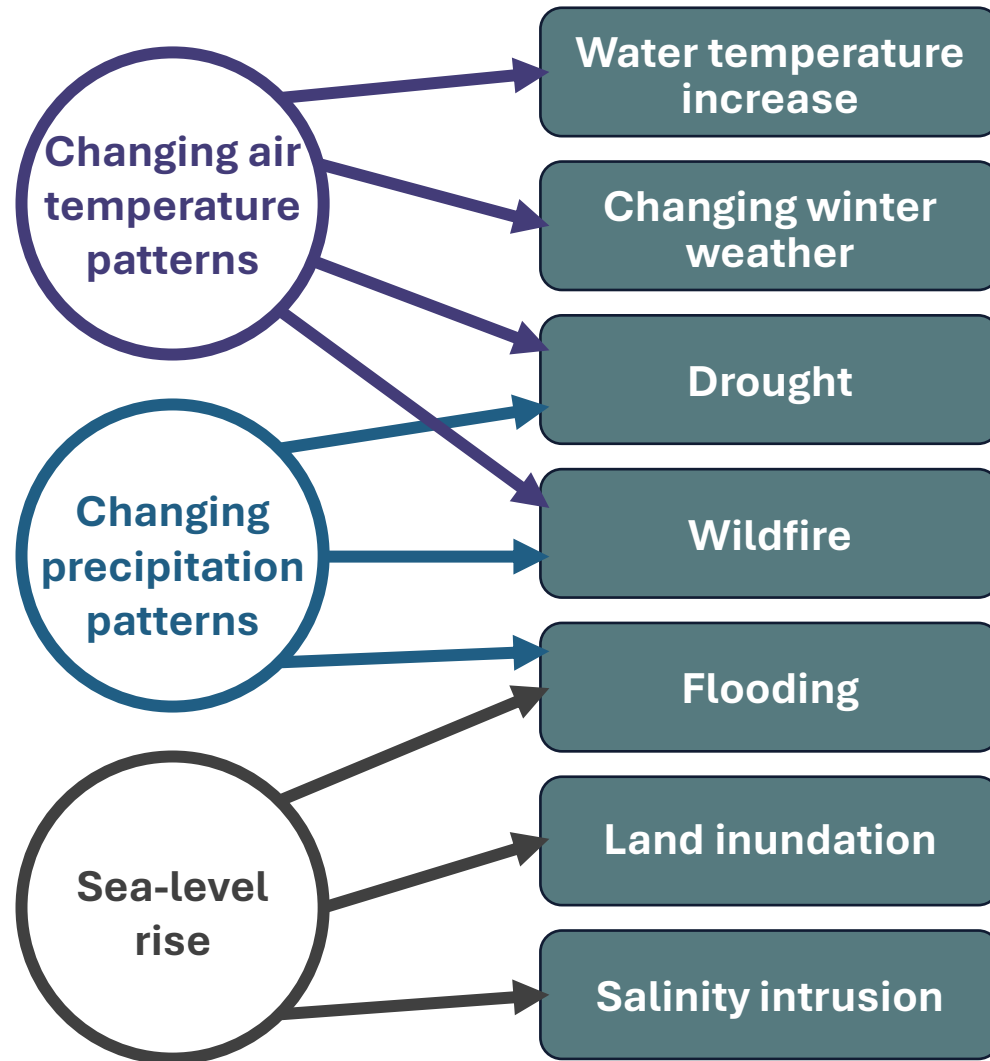 Changing air
temperature
patterns
Changing
precipitation
patterns
Sea-level
rise
Water temperature
increase
Changing winter
weather
Drought
Wildfire
Flooding
Land inundation
Salinity intrusion